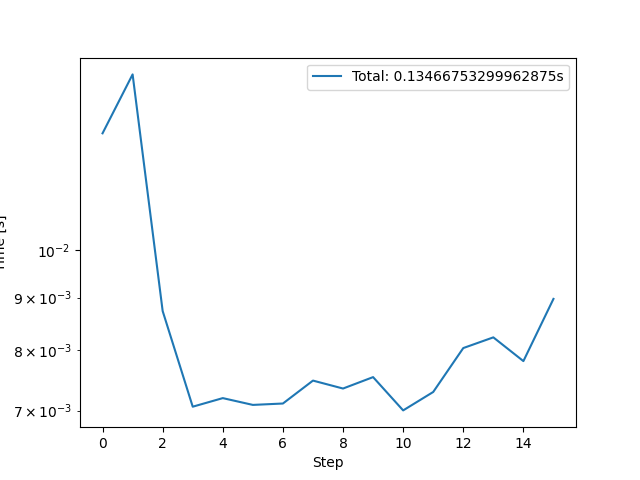 Total: 0.13466753299962875s
Time [s]
10⁻²
9 × 10⁻³
8 × 10⁻³
7 × 10⁻³
0 2 4 6 8 10 12 14
Step